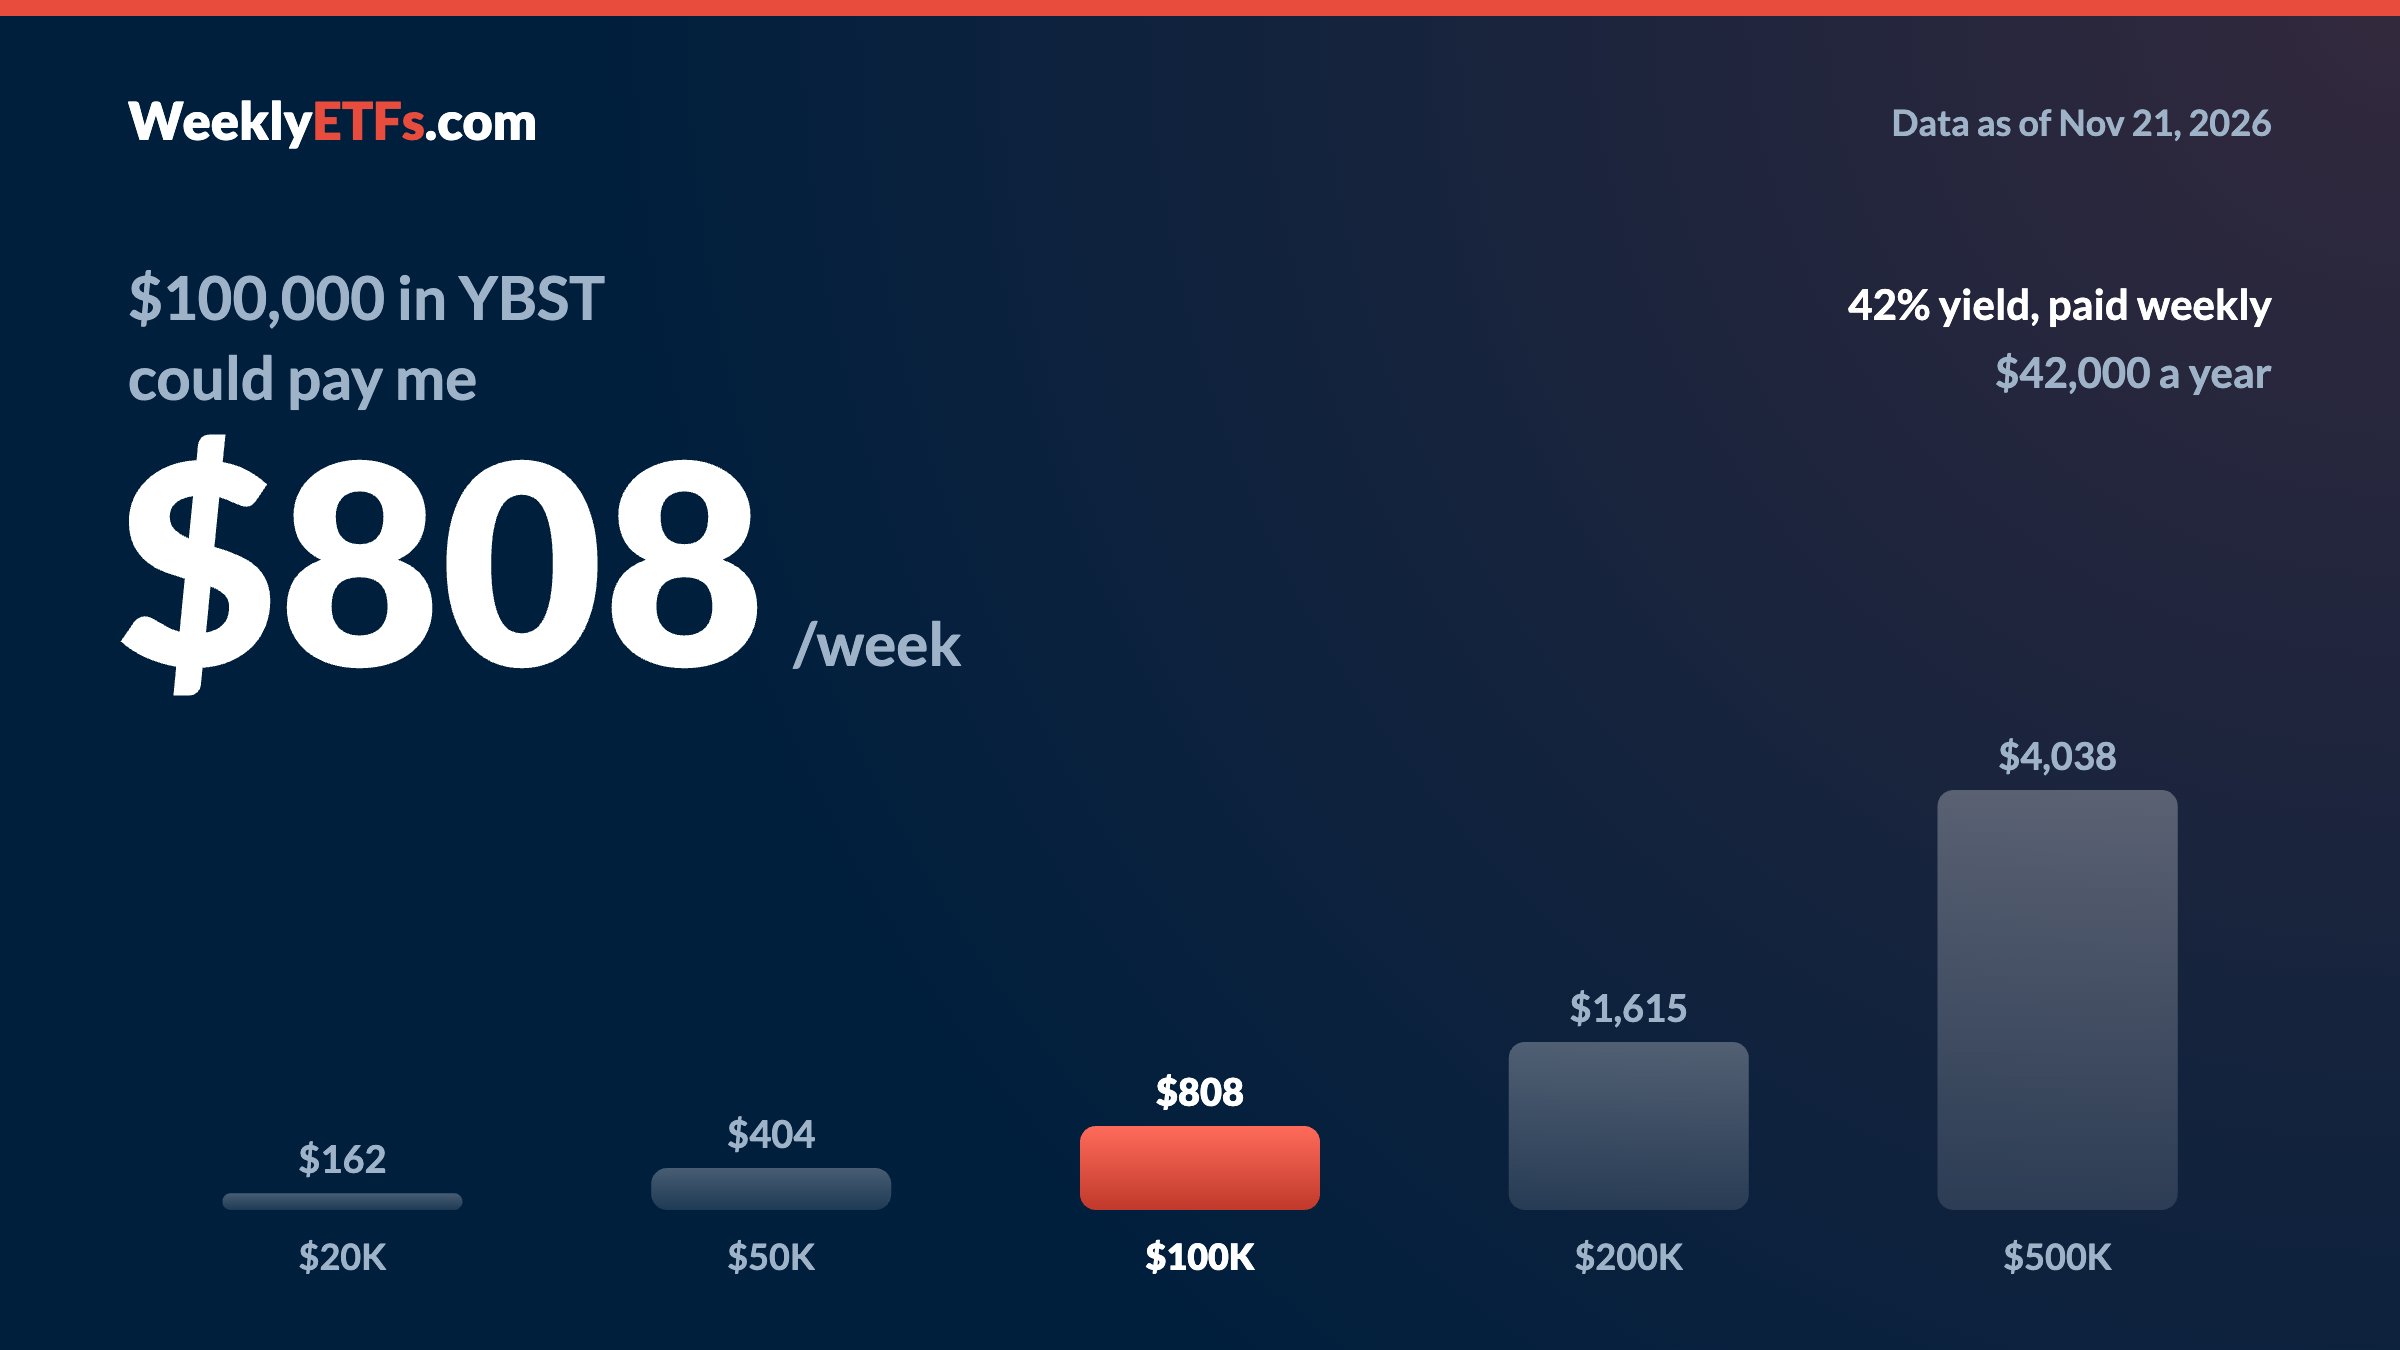 WeeklyETFs.com
Data as of Nov 21, 2026
$100,000 in YBST
could pay me
42% yield, paid weekly
$42,000 a year
$808 /week
$162
$404
$808
$1,615
$4,038
$20K
$50K
$100K
$200K
$500K